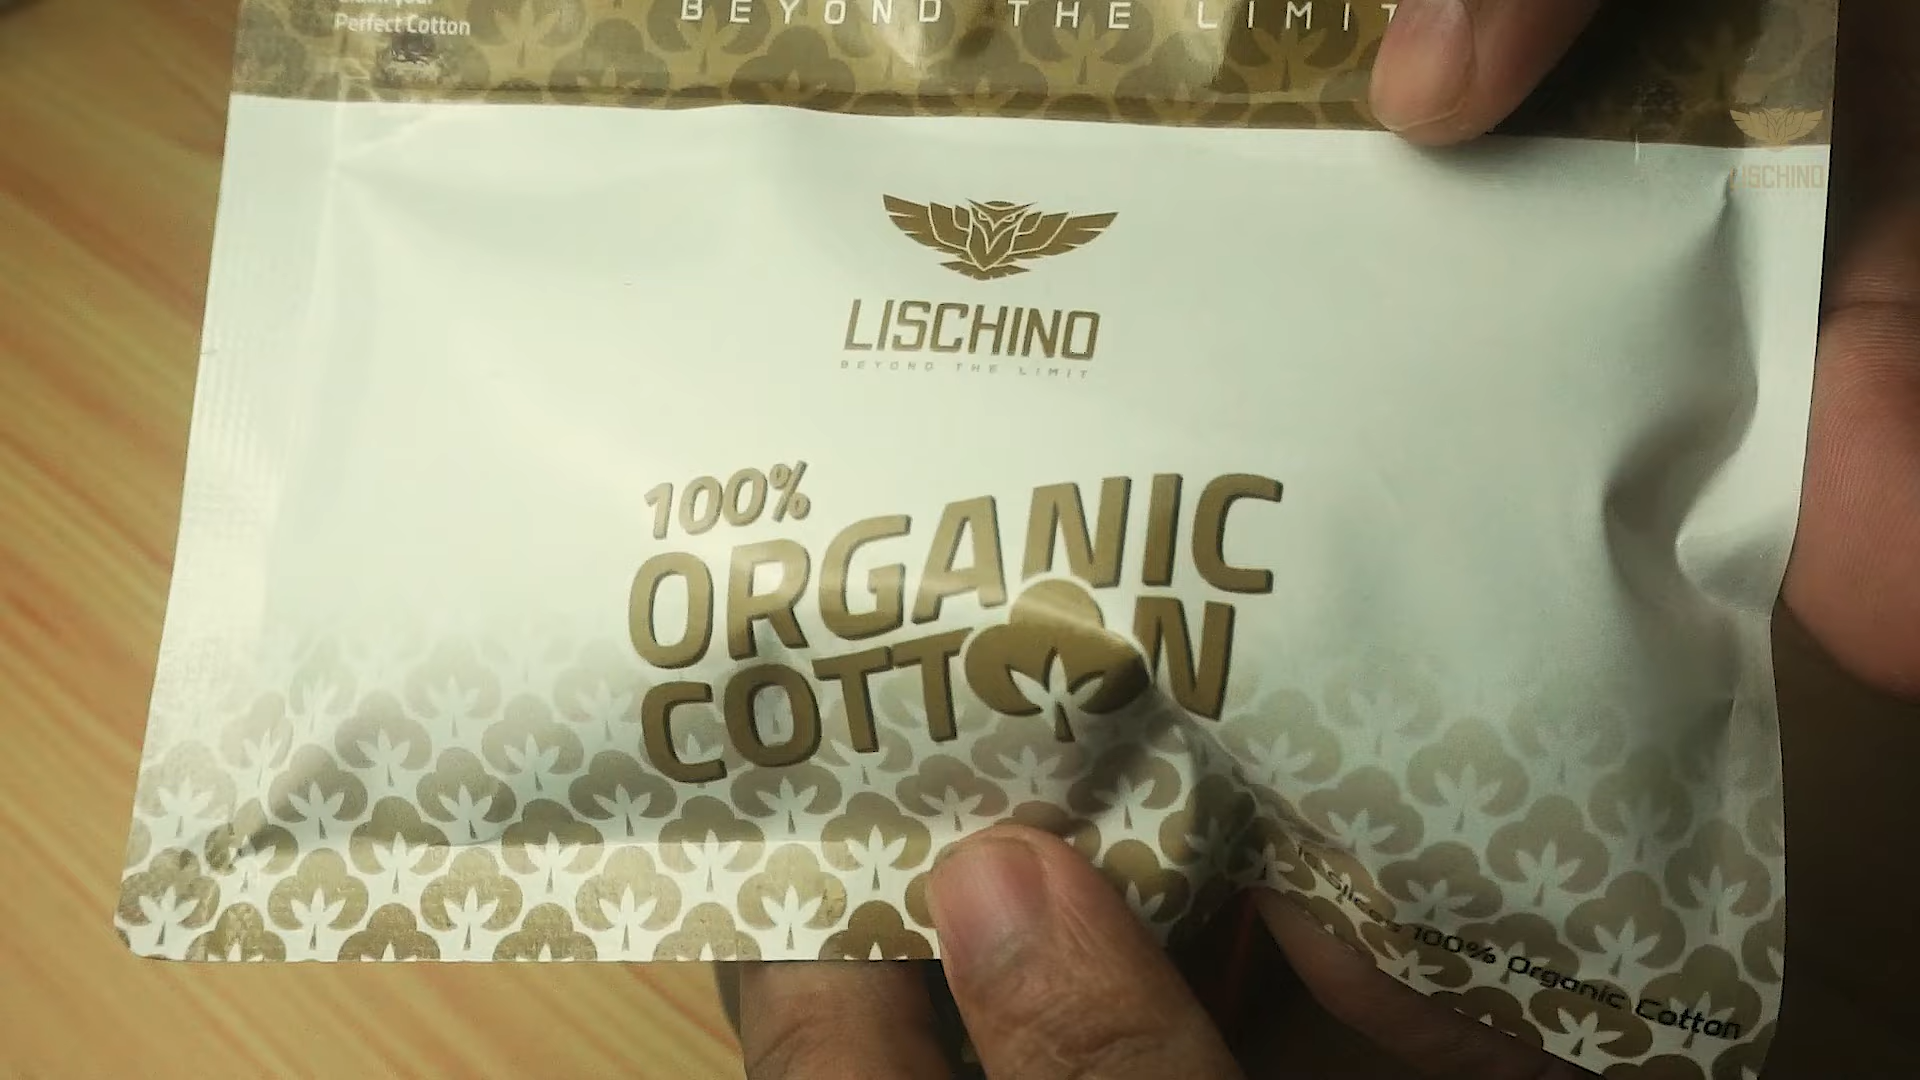 Perfect Cotton
BEYOND THE LIMIT
LISCHINO
LISCHINO
BEYOND THE LIMIT
100%
ORGANIC
COTTON
100% Organic Cotton